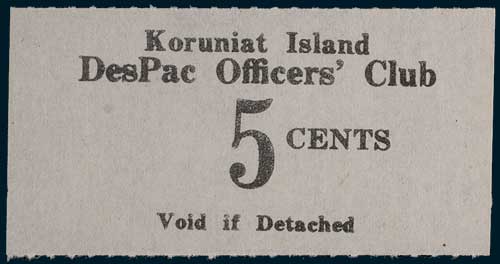 Koruniat Island
DesPac Officers' Club
5 CENTS
Void if Detached